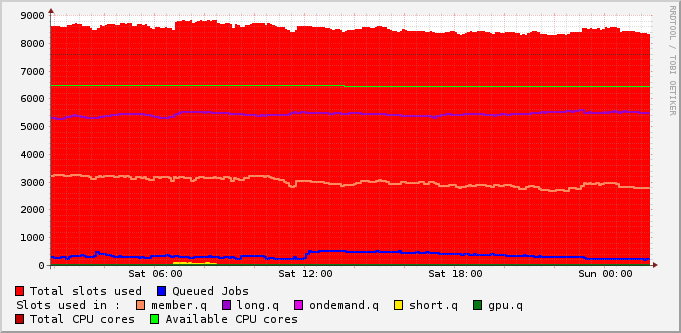 9000
8000
7000
6000
5000
4000
3000
2000
1000
0
Sat 06:00 Sat 12:00 Sat 18:00 Sun 00:00
Total slots used Queued Jobs
Slots used in : member.q long.q ondemand.q short.q gpu.q
Total CPU cores Available CPU cores
RRDTOOL / TOBI OETIKER